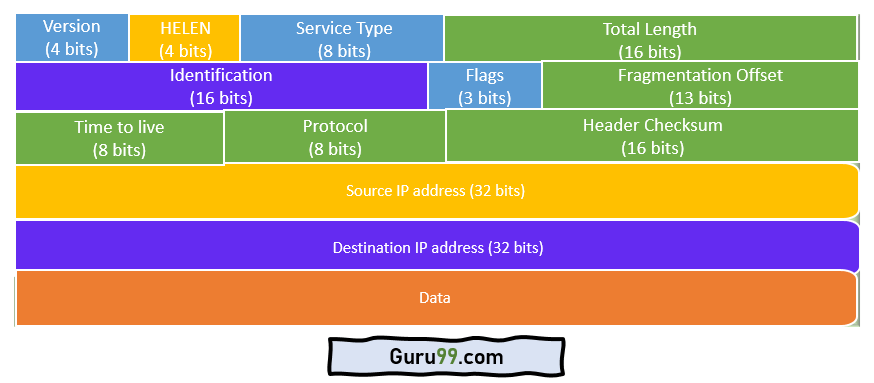 Version
(4 bits)
HELEN
(4 bits)
Service Type
(8 bits)
Total Length
(16 bits)
Identification
(16 bits)
Flags
(3 bits)
Fragmentation Offset
(13 bits)
Time to live
(8 bits)
Protocol
(8 bits)
Header Checksum
(16 bits)
Source IP address (32 bits)
Destination IP address (32 bits)
Data
Guru99.com